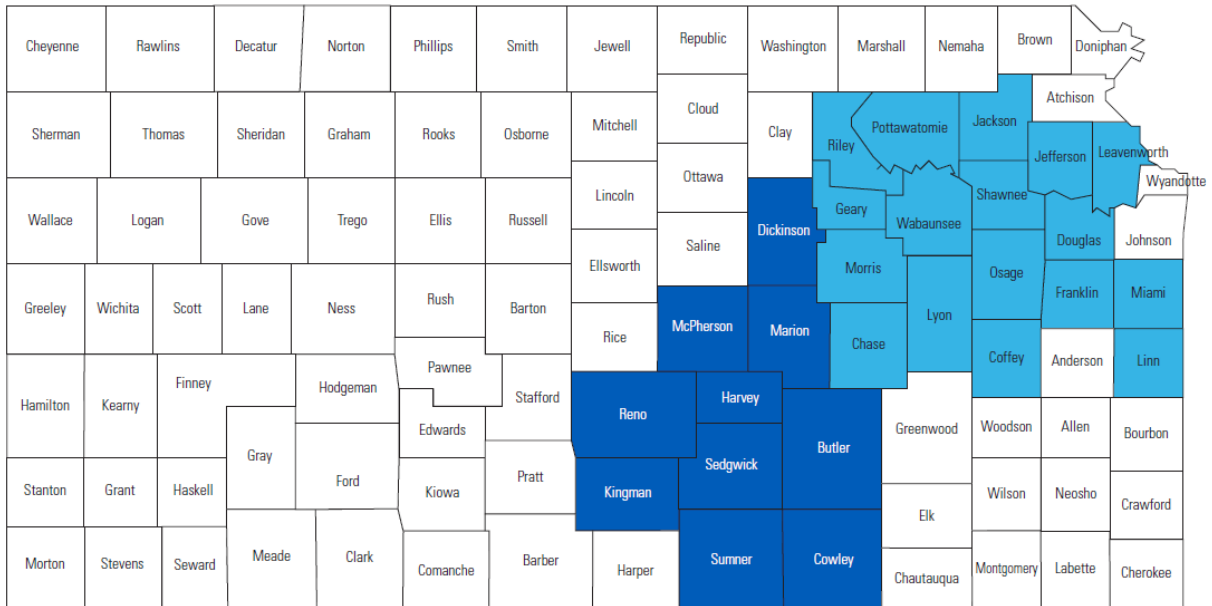 Cheyenne
Rawlins
Decatur
Norton
Phillips
Smith
Jewell
Republic
Washington
Marshall
Nemaha
Brown
Doniphan
Sherman
Thomas
Sheridan
Graham
Rooks
Osborne
Mitchell
Cloud
Clay
Riley
Pottawatomie
Jackson
Atchison
Jefferson
Leavenworth
Wyandotte
Wallace
Logan
Gove
Trego
Ellis
Russell
Lincoln
Ottawa
Saline
Dickinson
Geary
Wabaunsee
Shawnee
Douglas
Johnson
Greeley
Wichita
Scott
Lane
Ness
Rush
Barton
Ellsworth
Rice
McPherson
Marion
Morris
Chase
Lyon
Osage
Franklin
Miami
Coffey
Anderson
Linn
Hamilton
Kearny
Finney
Hodgeman
Pawnee
Edwards
Stafford
Reno
Harvey
Sedgwick
Butler
Greenwood
Woodson
Allen
Bourbon
Stanton
Grant
Haskell
Gray
Ford
Kiowa
Pratt
Kingman
Elk
Wilson
Neosho
Crawford
Morton
Stevens
Seward
Meade
Clark
Comanche
Barber
Harper
Sumner
Cowley
Chautauqua
Montgomery
Labette
Cherokee